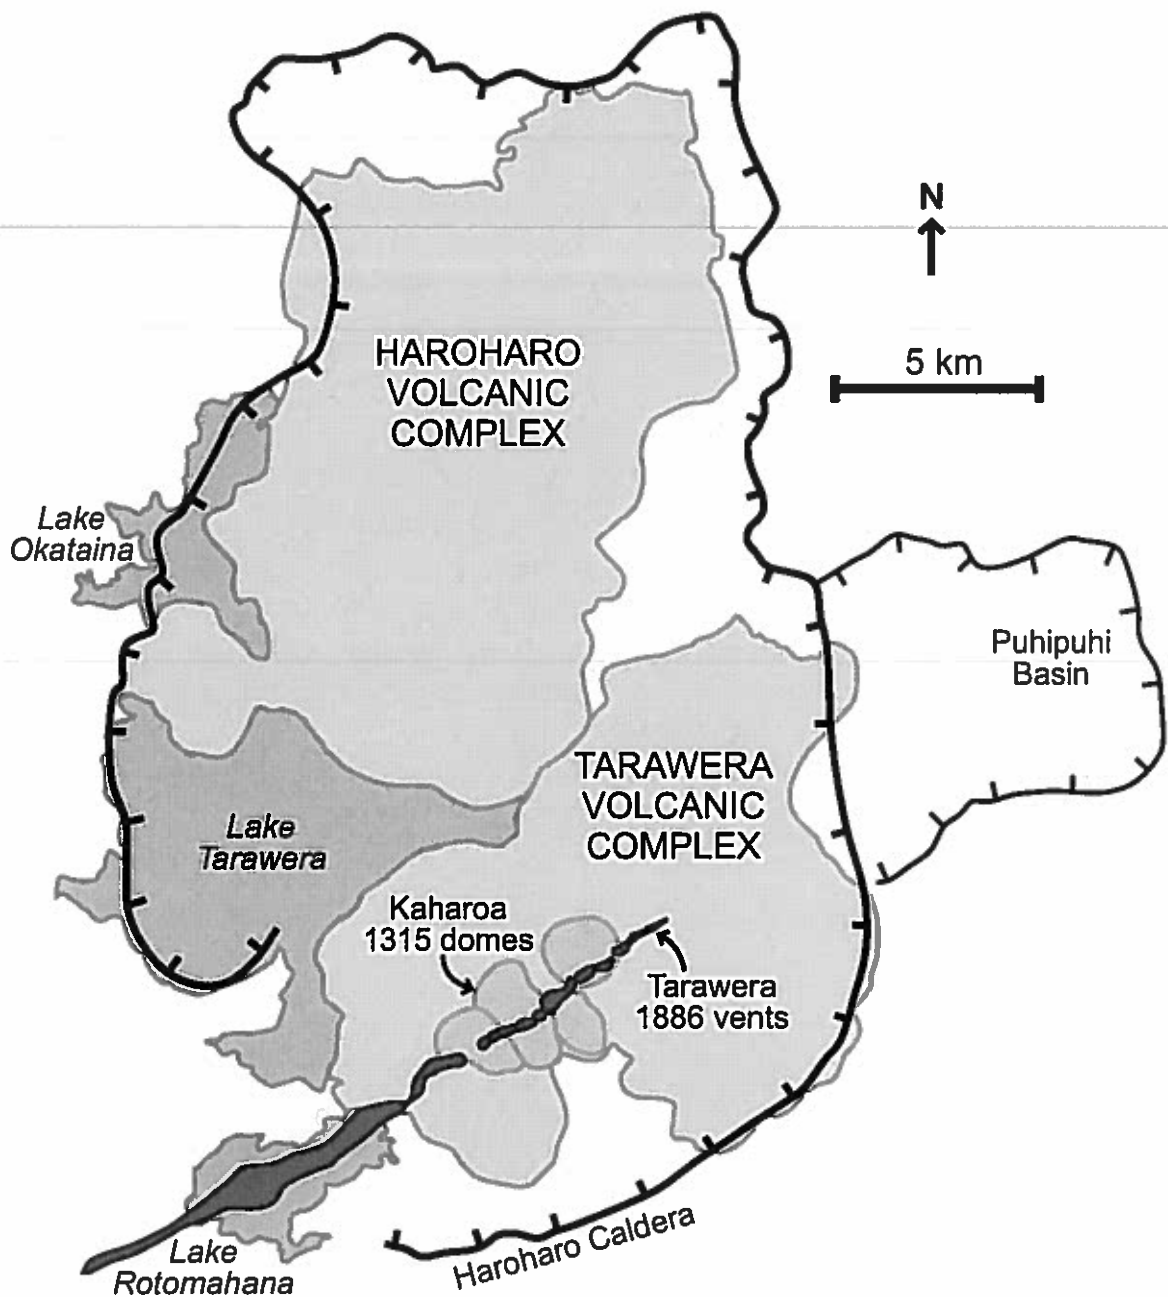 N
HAROHARO
VOLCANIC
COMPLEX
5 km
Lake
Okataina
Puhipuhi
Basin
TARAWERA
VOLCANIC
COMPLEX
Lake
Tarawera
Kaharoa
1315 domes
Tarawera
1886 vents
Haroharo Caldera
Lake
Rotomahana